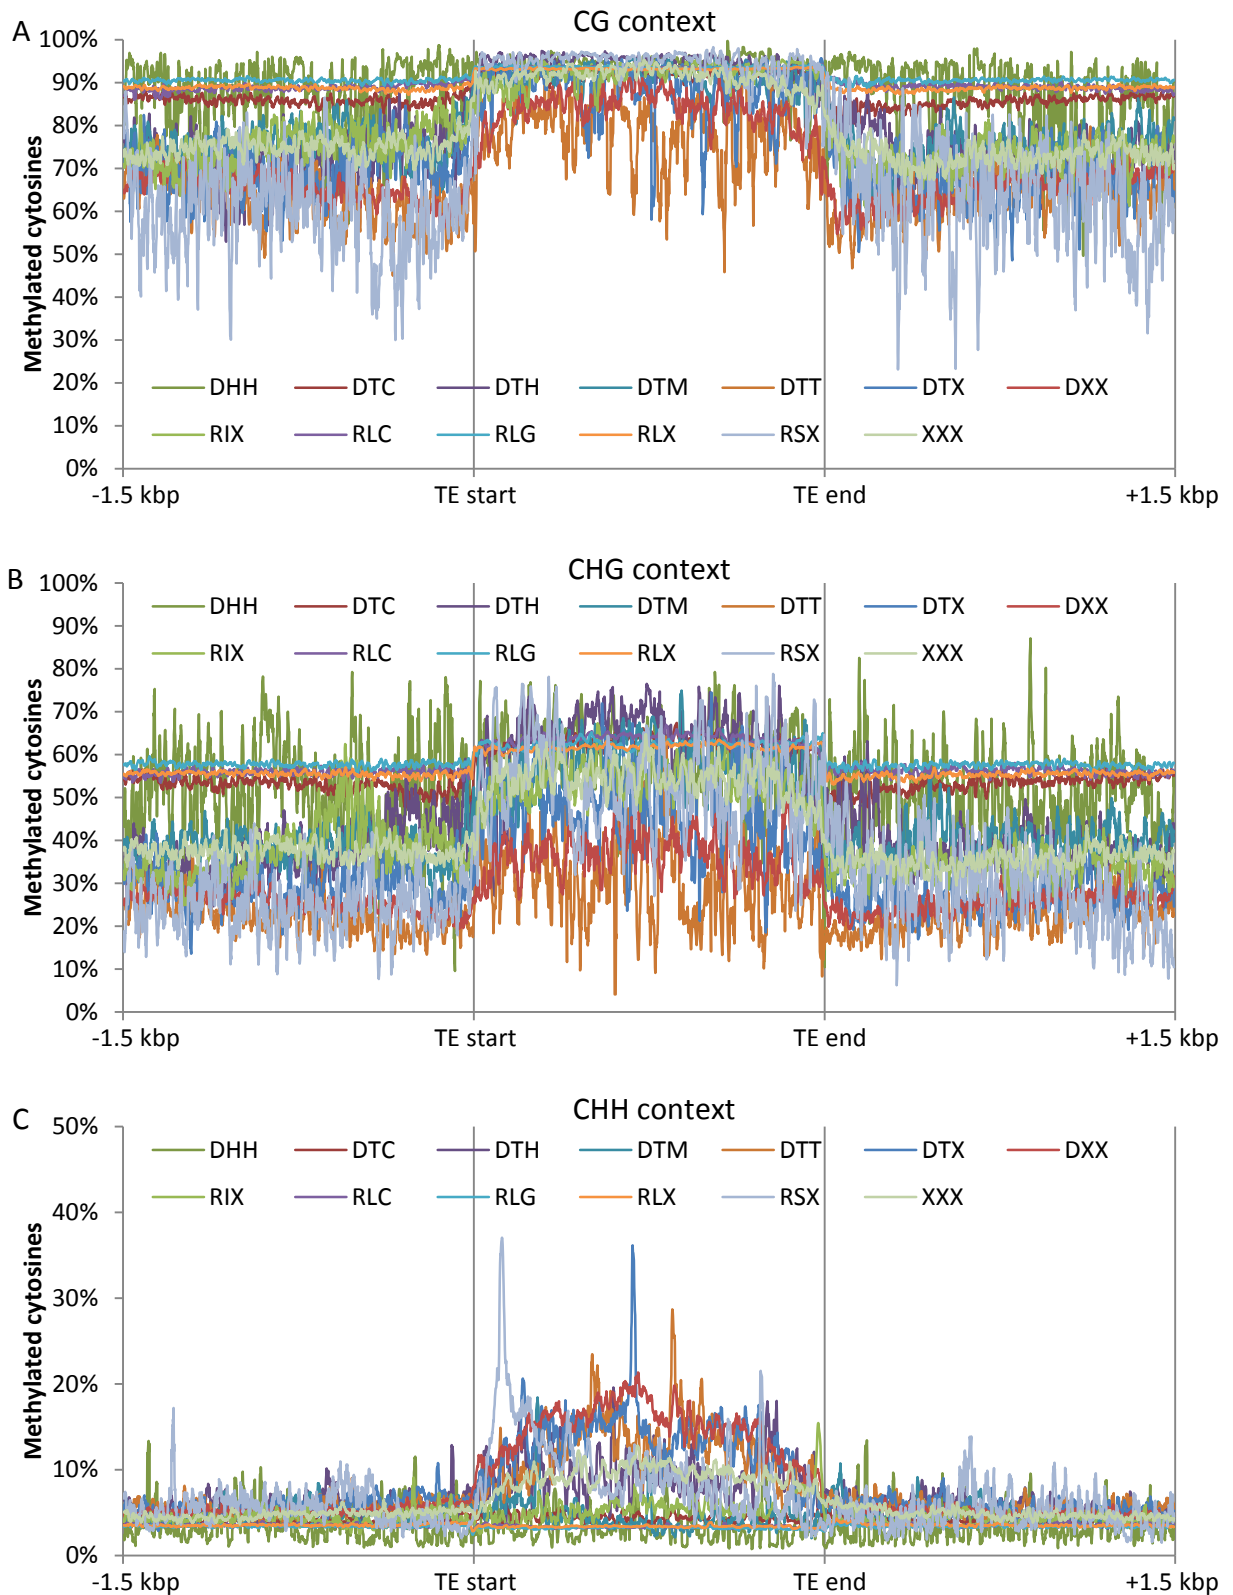 A
CG context
100%
90%
80%
70%
60%
50%
40%
30%
20%
10%
0%
Methylated cytosines
DHH DTC DTH DTM DTT DTX DXX
RIX RLC RLG RLX RSX XXX
-1.5 kbp TE start TE end +1.5 kbp
B
CHG context
100%
90%
80%
70%
60%
50%
40%
30%
20%
10%
0%
Methylated cytosines
DHH DTC DTH DTM DTT DTX DXX
RIX RLC RLG RLX RSX XXX
-1.5 kbp TE start TE end +1.5 kbp
C
CHH context
50%
40%
30%
20%
10%
0%
Methylated cytosines
DHH DTC DTH DTM DTT DTX DXX
RIX RLC RLG RLX RSX XXX
-1.5 kbp TE start TE end +1.5 kbp